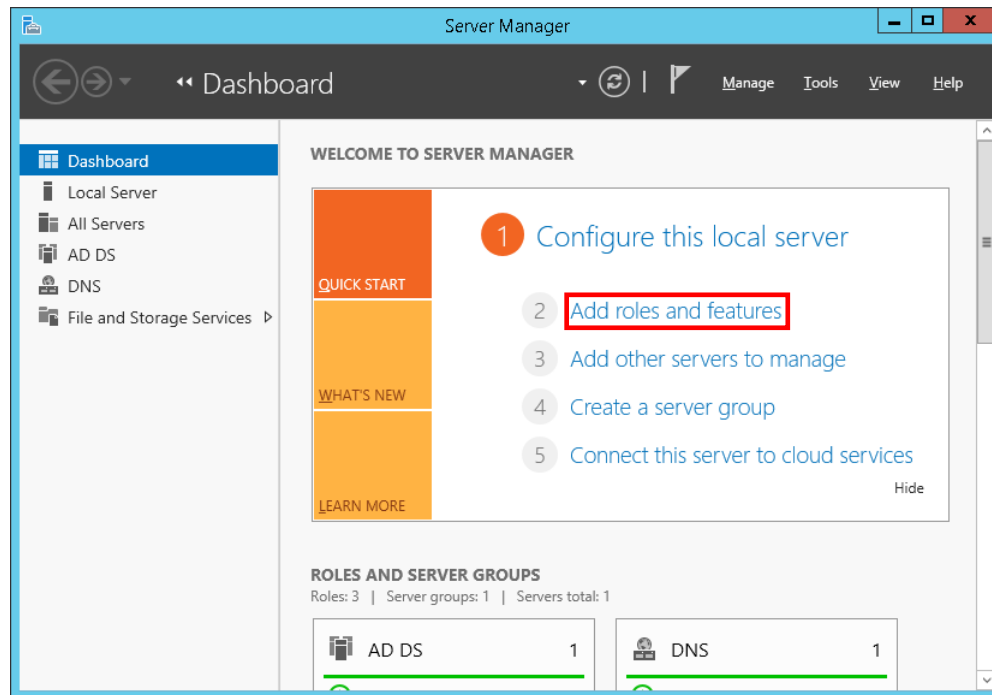 Server Manager
Dashboard
Manage Tools View Help
Dashboard
Local Server
All Servers
AD DS
DNS
File and Storage Services
WELCOME TO SERVER MANAGER
QUICK START
WHAT'S NEW
LEARN MORE
1 Configure this local server
2 Add roles and features
3 Add other servers to manage
4 Create a server group
5 Connect this server to cloud services
Hide
ROLES AND SERVER GROUPS
Roles: 3 | Server groups: 1 | Servers total: 1
AD DS 1
DNS 1